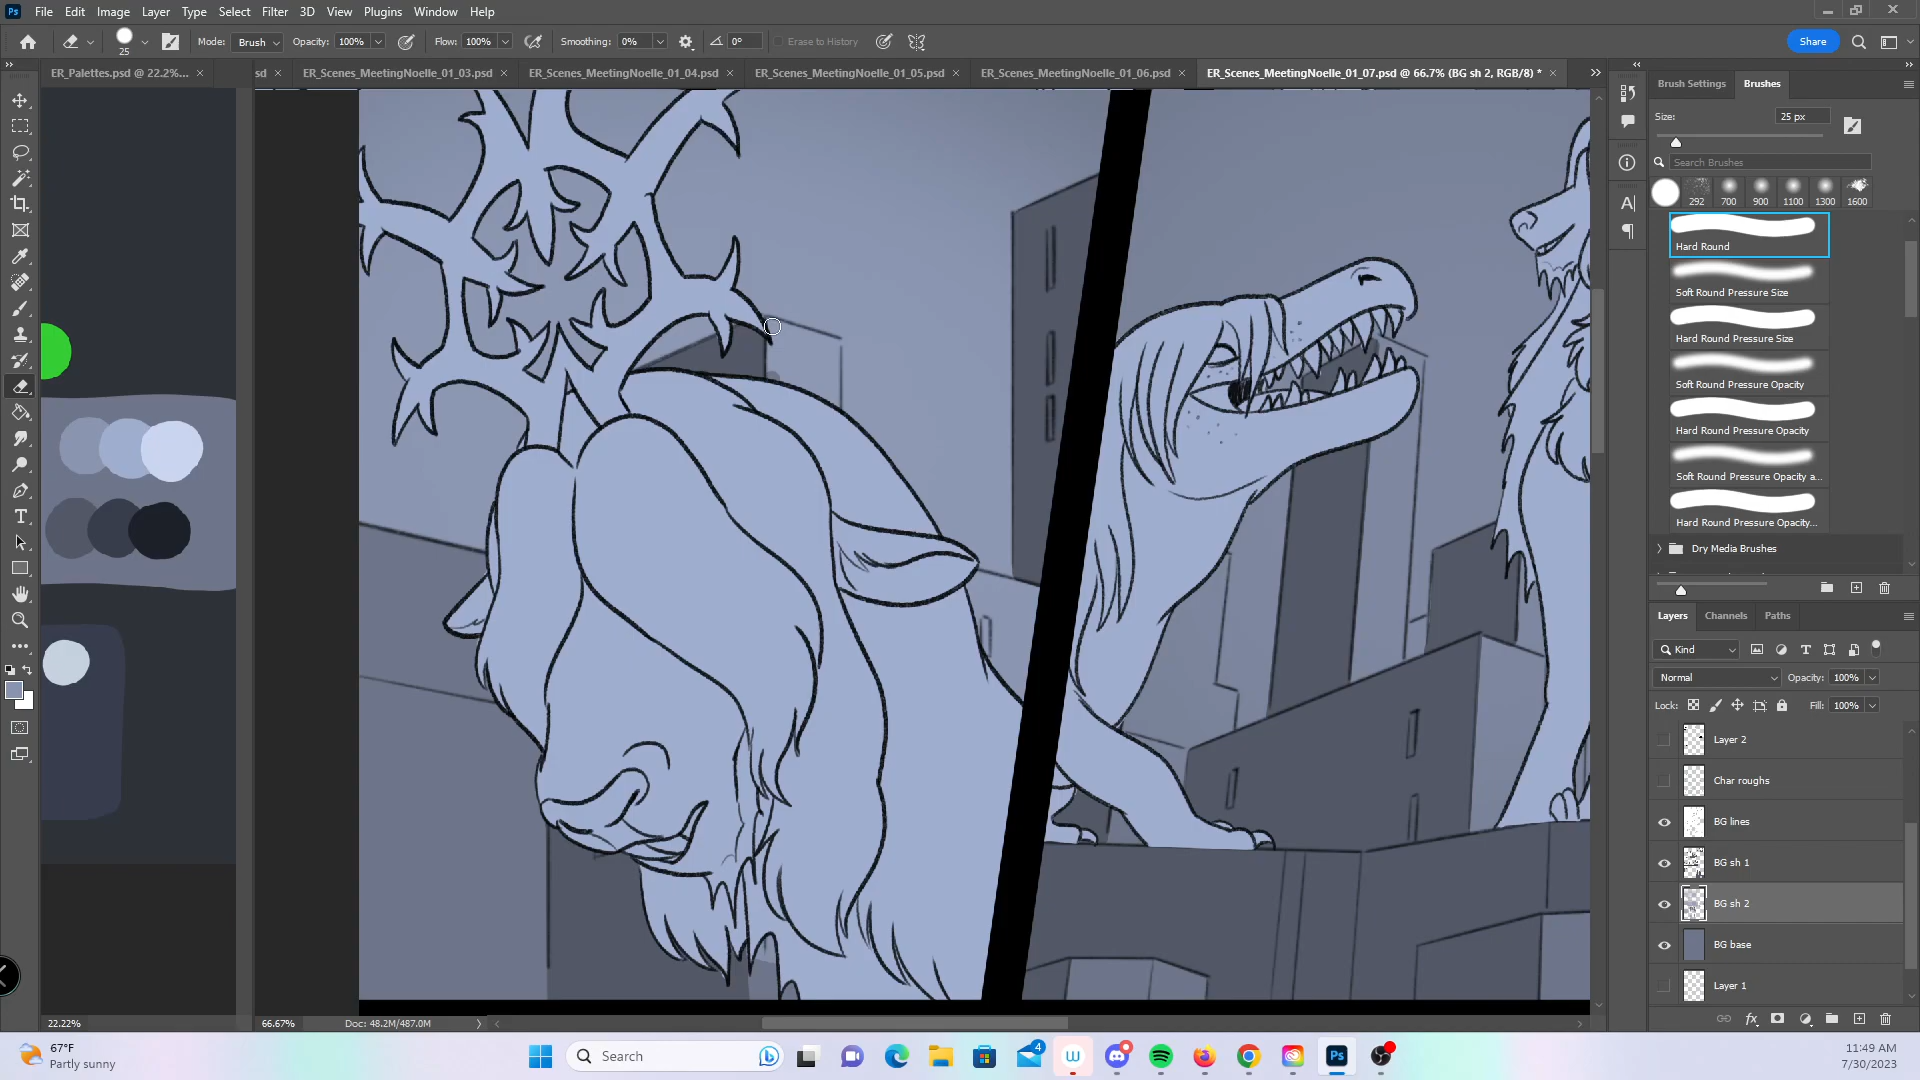 Ps File Edit Image Layer Type Select Filter 3D View Plugins Window Help
25 Mode: Brush Opacity: 100% Flow: 100% Smoothing: 0% 0° Erase to History Share
ER_Palettes.psd @ 22.2%... × sd × ER_Scenes_MeetingNoelle_01_03.psd × ER_Scenes_MeetingNoelle_01_04.psd × ER_Scenes_MeetingNoelle_01_05.psd × ER_Scenes_MeetingNoelle_01_06.psd × ER_Scenes_MeetingNoelle_01_07.psd @ 66.7% (BG sh 2, RGB/8) * ×
Brush Settings Brushes
Size: 25 px
Search Brushes
292 700 900 1100 1300 1600
Hard Round
Soft Round Pressure Size
Hard Round Pressure Size
Soft Round Pressure Opacity
Hard Round Pressure Opacity
Soft Round Pressure Opacity a...
Hard Round Pressure Opacity...
Dry Media Brushes
Layers Channels Paths
Kind
Normal Opacity: 100%
Lock: Fill: 100%
Layer 2
Char roughs
BG lines
BG sh 1
BG sh 2
BG base
Layer 1
22.22% 66.67% Doc: 48.2M/487.0M
67°F
Partly sunny
Search
4
Ps
11:49 AM
7/30/2023